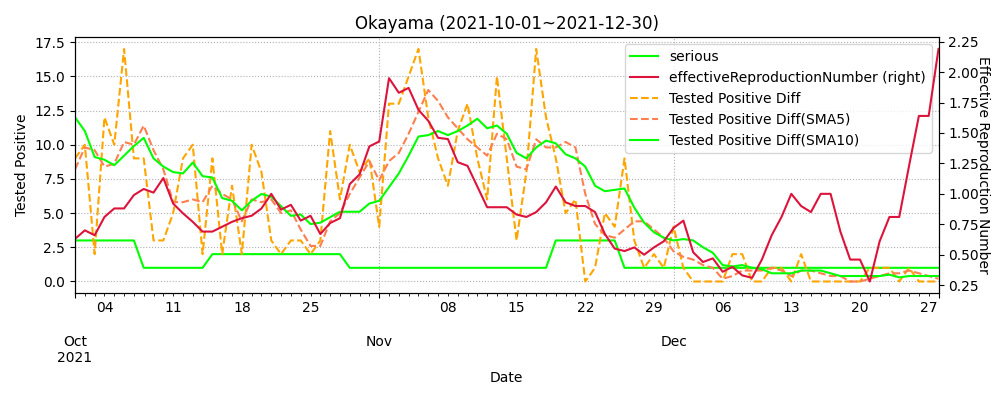 Okayama (2021-10-01~2021-12-30)
17.5
15.0
12.5
10.0
7.5
5.0
2.5
0.0
Tested Positive
serious
effectiveReproductionNumber (right)
Tested Positive Diff
Tested Positive Diff(SMA5)
Tested Positive Diff(SMA10)
2.25
2.00
1.75
1.50
1.25
1.00
0.75
0.50
0.25
Effective Reproduction Number
04 11 18 25 08 15 22 29 06 13 20 27
Oct Nov Dec
2021
Date